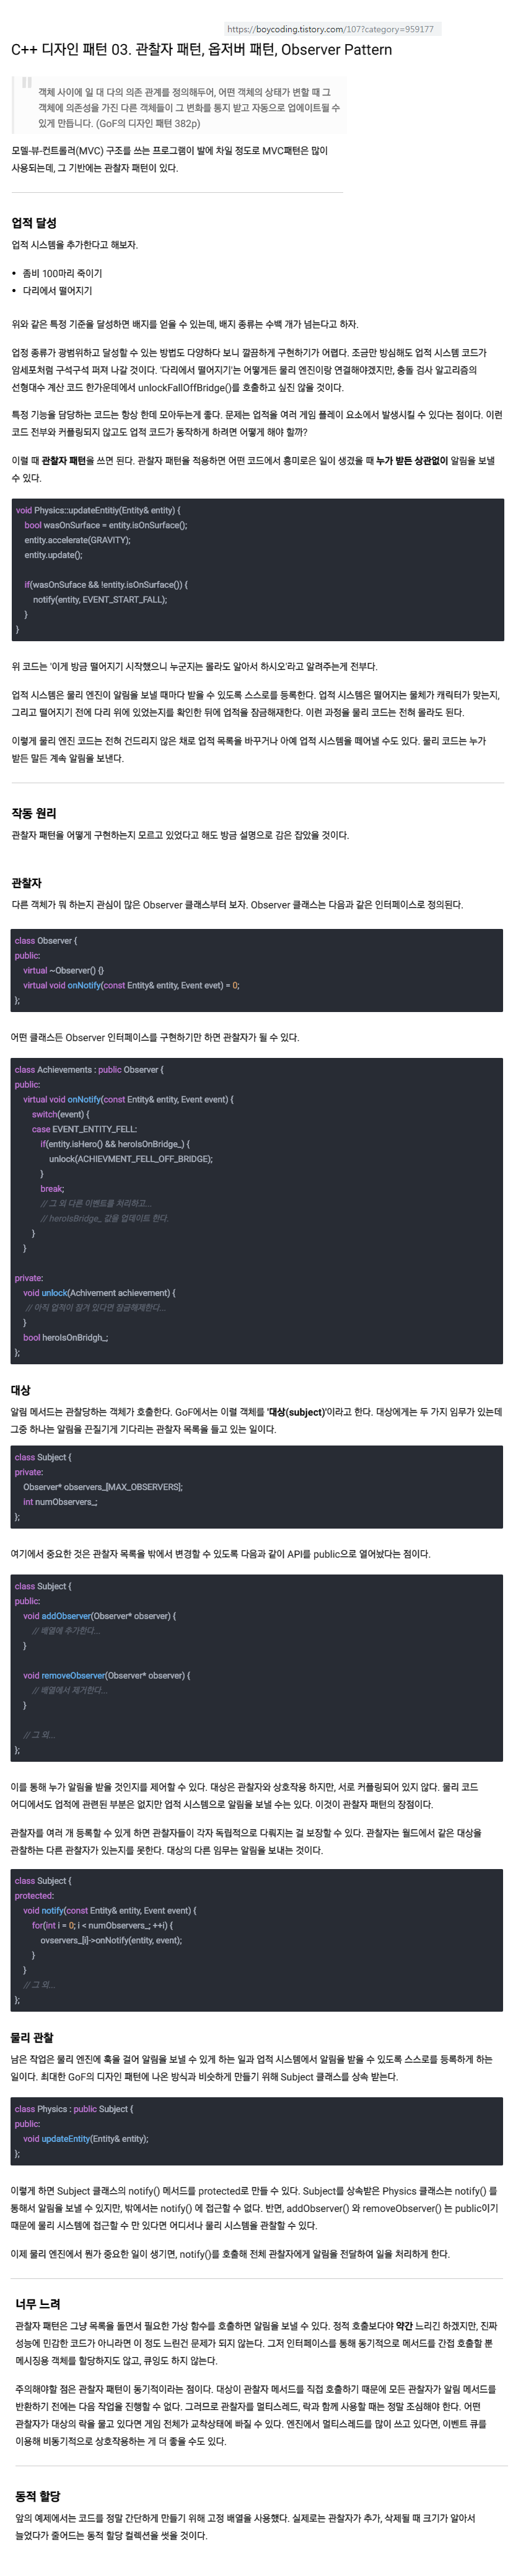 https://boycoding.tistory.com/107?category=959177
C++ 디자인 패턴 03. 관찰자 패턴, 옵저버 패턴, Observer Pattern
객체 사이에 일 대 다의 의존 관계를 정의해두어, 어떤 객체의 상태가 변할 때 그
객체에 의존성을 가진 다른 객체들이 그 변화를 통지 받고 자동으로 업에이트될 수
있게 만듭니다. (GoF의 디자인 패턴 382p)
모델-뷰-컨트롤러(MVC) 구조를 쓰는 프로그램이 발에 차일 정도로 MVC패턴은 많이
사용되는데, 그 기반에는 관찰자 패턴이 있다.
업적 달성
업적 시스템을 추가한다고 해보자.
• 좀비 100마리 죽이기
• 다리에서 떨어지기
위와 같은 특정 기준을 달성하면 배지를 얻을 수 있는데, 배지 종류는 수백 개가 넘는다고 하자.
업정 종류가 광범위하고 달성할 수 있는 방법도 다양하다 보니 깔끔하게 구현하기가 어렵다. 조금만 방심해도 업적 시스템 코드가
암세포처럼 구석구석 퍼져 나갈 것이다. '다리에서 떨어지기'는 어떻게든 물리 엔진이랑 연결해야겠지만, 충돌 검사 알고리즘의
선형대수 계산 코드 한가운데에서 unlockFallOffBridge()를 호출하고 싶진 않을 것이다.
특정 기능을 담당하는 코드는 항상 한데 모아두는게 좋다. 문제는 업적을 여러 게임 플레이 요소에서 발생시킬 수 있다는 점이다. 이런
코드 전부와 커플링되지 않고도 업적 코드가 동작하게 하려면 어떻게 해야 할까?
이럴 때 관찰자 패턴을 쓰면 된다. 관찰자 패턴을 적용하면 어떤 코드에서 흥미로은 일이 생겼을 때 누가 받든 상관없이 알림을 보낼
수 있다.
void Physics::updateEntitiy(Entity& entity) {
bool wasOnSurface = entity.isOnSurface();
entity.accelerate(GRAVITY);
entity.update();
if(wasOnSuface && !entity.isOnSurface()) {
notify(entity, EVENT_START_FALL);
}
}
위 코드는 '이게 방금 떨어지기 시작했으니 누군지는 몰라도 알아서 하시오'라고 알려주는게 전부다.
업적 시스템은 물리 엔진이 알림을 보낼 때마다 받을 수 있도록 스스로를 등록한다. 업적 시스템은 떨어지는 물체가 캐릭터가 맞는지,
그리고 떨어지기 전에 다리 위에 있었는지를 확인한 뒤에 업적을 잠금해재한다. 이런 과정을 물리 코드는 전혀 몰라도 된다.
이렇게 물리 엔진 코드는 전혀 건드리지 않은 채로 업적 목록을 바꾸거나 아예 업적 시스템을 떼어낼 수도 있다. 물리 코드는 누가
받든 말든 계속 알림을 보낸다.
작동 원리
관찰자 패턴을 어떻게 구현하는지 모르고 있었다고 해도 방금 설명으로 감은 잡았을 것이다.
관찰자
다른 객체가 뭐 하는지 관심이 많은 Observer 클래스부터 보자. Observer 클래스는 다음과 같은 인터페이스로 정의된다.
class Observer {
public:
virtual ~Observer() {}
virtual void onNotify(const Entity& entity, Event evet) = 0;
};
어떤 클래스든 Observer 인터페이스를 구현하기만 하면 관찰자가 될 수 있다.
class Achievements : public Observer {
public:
virtual void onNotify(const Entity& entity, Event event) {
switch(event) {
case EVENT_ENTITY_FELL:
if(entity.isHero() && heroIsOnBridge_) {
unlock(ACHIEVMENT_FELL_OFF_BRIDGE);
}
break;
// 그 외 다른 이벤트를 처리하고...
// heroIsBridge_ 값을 업데이트 한다.
}
}
private:
void unlock(Achivement achievement) {
// 아직 업적이 잠겨 있다면 잠금해제한다...
}
bool heroIsOnBridgh_;
};
대상
알림 메서드는 관찰당하는 객체가 호출한다. GoF에서는 이럴 객체를 '대상(subject)'이라고 한다. 대상에게는 두 가지 임무가 있는데
그중 하나는 알림을 끈질기게 기다리는 관찰자 목록을 들고 있는 일이다.
class Subject {
private:
Observer* observers_[MAX_OBSERVERS];
int numObservers_;
};
여기에서 중요한 것은 관찰자 목록을 밖에서 변경할 수 있도록 다음과 같이 API를 public으로 열어놨다는 점이다.
class Subject {
public:
void addObserver(Observer* observer) {
// 배열에 추가한다...
}
void removeObserver(Observer* observer) {
// 배열에서 제거한다...
}
// 그 외...
};
이를 통해 누가 알림을 받을 것인지를 제어할 수 있다. 대상은 관찰자와 상호작용 하지만, 서로 커플링되어 있지 않다. 물리 코드
어디에서도 업적에 관련된 부분은 없지만 업적 시스템으로 알림을 보낼 수는 있다. 이것이 관찰자 패턴의 장점이다.
관찰자를 여러 개 등록할 수 있게 하면 관찰자들이 각자 독립적으로 다뤄지는 걸 보장할 수 있다. 관찰자는 월드에서 같은 대상을
관찰하는 다른 관찰자가 있는지를 못한다. 대상의 다른 임무는 알림을 보내는 것이다.
class Subject {
protected:
void notify(const Entity& entity, Event event) {
for(int i = 0; i < numObservers_; ++i) {
ovservers_[i]->onNotify(entity, event);
}
}
// 그 외...
};
물리 관찰
남은 작업은 물리 엔진에 훅을 걸어 알림을 보낼 수 있게 하는 일과 업적 시스템에서 알림을 받을 수 있도록 스스로를 등록하게 하는
일이다. 최대한 GoF의 디자인 패턴에 나온 방식과 비슷하게 만들기 위해 Subject 클래스를 상속 받는다.
class Physics : public Subject {
public:
void updateEntity(Entity& entity);
};
이렇게 하면 Subject 클래스의 notify() 메서드를 protected로 만들 수 있다. Subject를 상속받은 Physics 클래스는 notify() 를
통해서 알림을 보낼 수 있지만, 밖에서는 notify() 에 접근할 수 없다. 반면, addObserver() 와 removeObserver() 는 public이기
때문에 물리 시스템에 접근할 수 만 있다면 어디서나 물리 시스템을 관찰할 수 있다.
이제 물리 엔진에서 뭔가 중요한 일이 생기면, notify()를 호출해 전체 관찰자에게 알림을 전달하여 일을 처리하게 한다.
너무 느려
관찰자 패턴은 그냥 목록을 돌면서 필요한 가상 함수를 호출하면 알림을 보낼 수 있다. 정적 호출보다야 약간 느리긴 하겠지만, 진짜
성능에 민감한 코드가 아니라면 이 정도 느린건 문제가 되지 않는다. 그저 인터페이스를 통해 동기적으로 메서드를 간접 호출할 뿐
메시징용 객체를 할당하지도 않고, 큐잉도 하지 않는다.
주의해야할 점은 관찰자 패턴이 동기적이라는 점이다. 대상이 관찰자 메서드를 직접 호출하기 때문에 모든 관찰자가 알림 메서드를
반환하기 전에는 다음 작업을 진행할 수 없다. 그러므로 관찰자를 멀티스레드, 락과 함께 사용할 때는 정말 조심해야 한다. 어떤
관찰자가 대상의 락을 물고 있다면 게임 전체가 교착상태에 빠질 수 있다. 엔진에서 멀티스레드를 많이 쓰고 있다면, 이벤트 큐를
이용해 비동기적으로 상호작용하는 게 더 좋을 수도 있다.
동적 할당
앞의 예제에서는 코드를 정말 간단하게 만들기 위해 고정 배열을 사용했다. 실제로는 관찰자가 추가, 삭제될 때 크기가 알아서
늘었다가 줄어드는 동적 할당 컬렉션을 썻을 것이다.